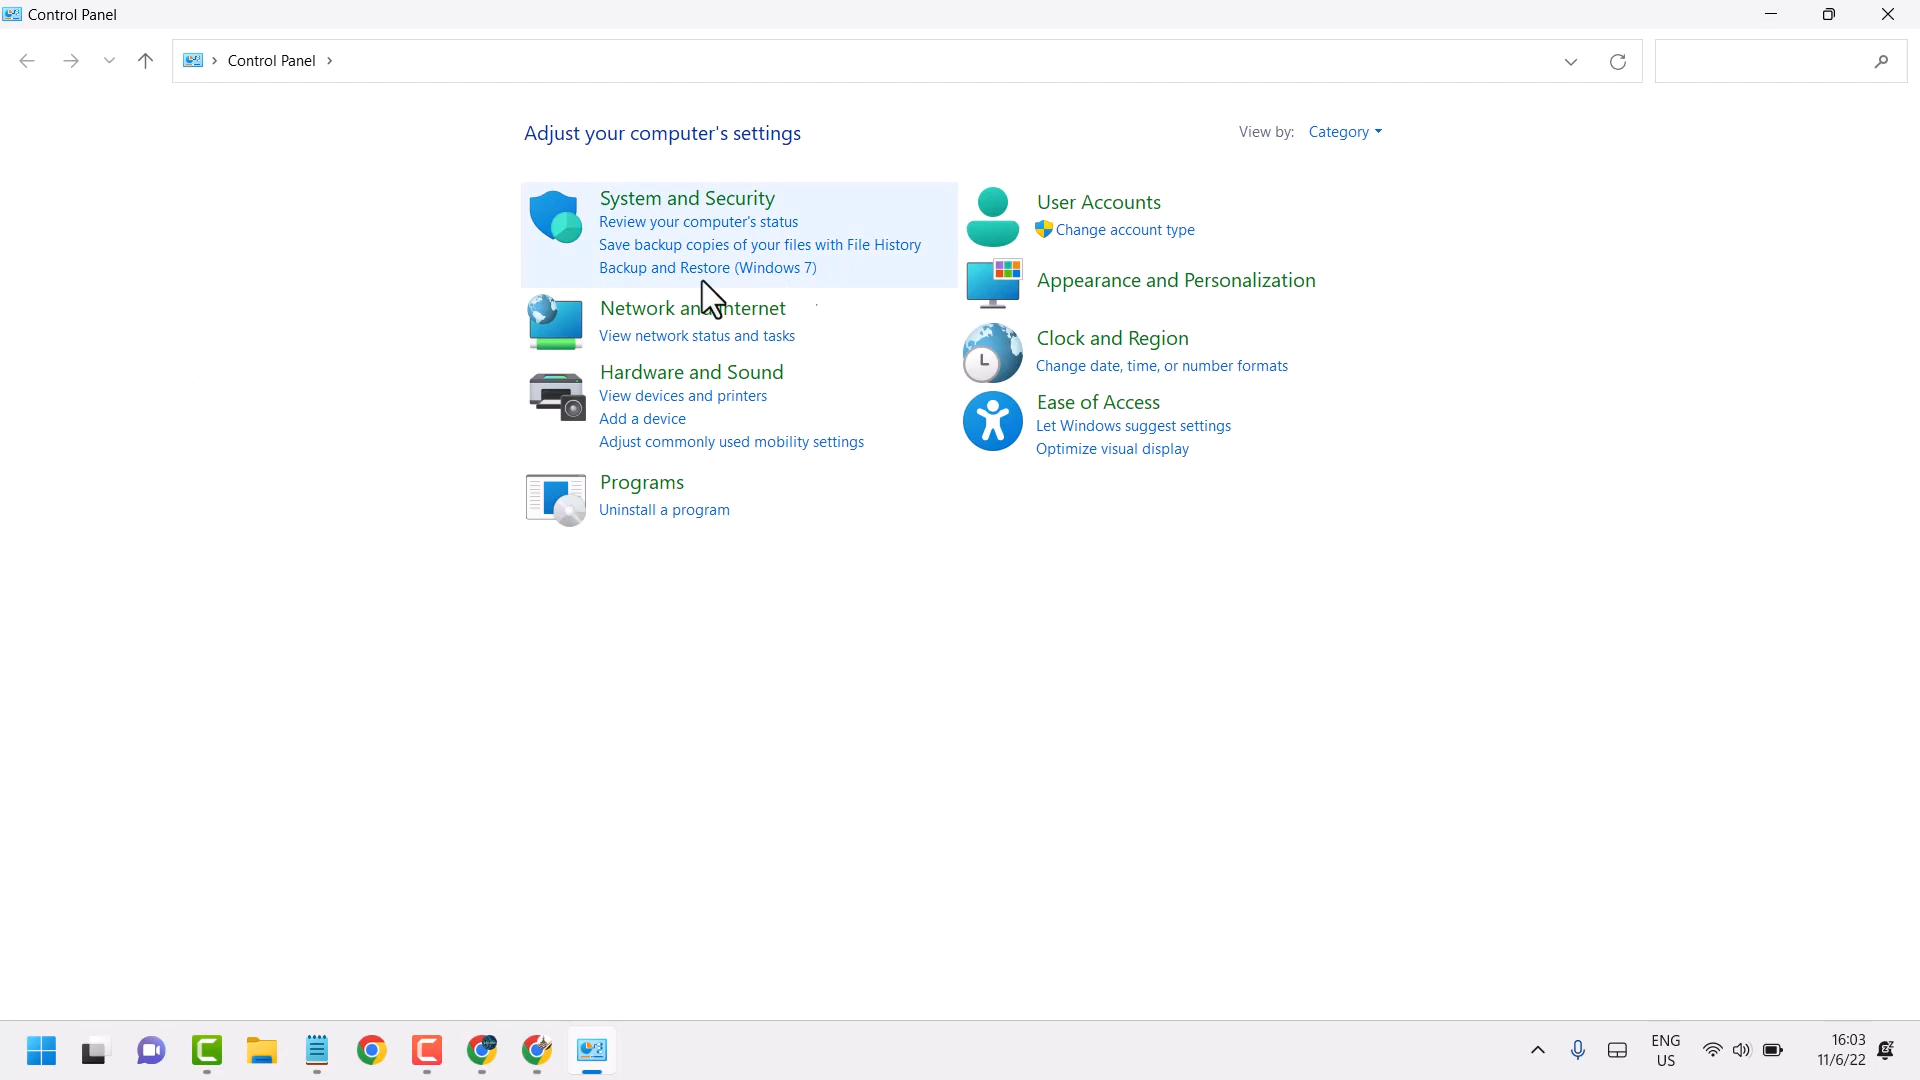 Control Panel
Control Panel
Adjust your computer's settings
View by: Category
System and Security
Review your computer's status
Save backup copies of your files with File History
Backup and Restore (Windows 7)
Network and Internet
View network status and tasks
Hardware and Sound
View devices and printers
Add a device
Adjust commonly used mobility settings
Programs
Uninstall a program
User Accounts
Change account type
Appearance and Personalization
Clock and Region
Change date, time, or number formats
Ease of Access
Let Windows suggest settings
Optimize visual display
ENG
US
16:03
11/6/22